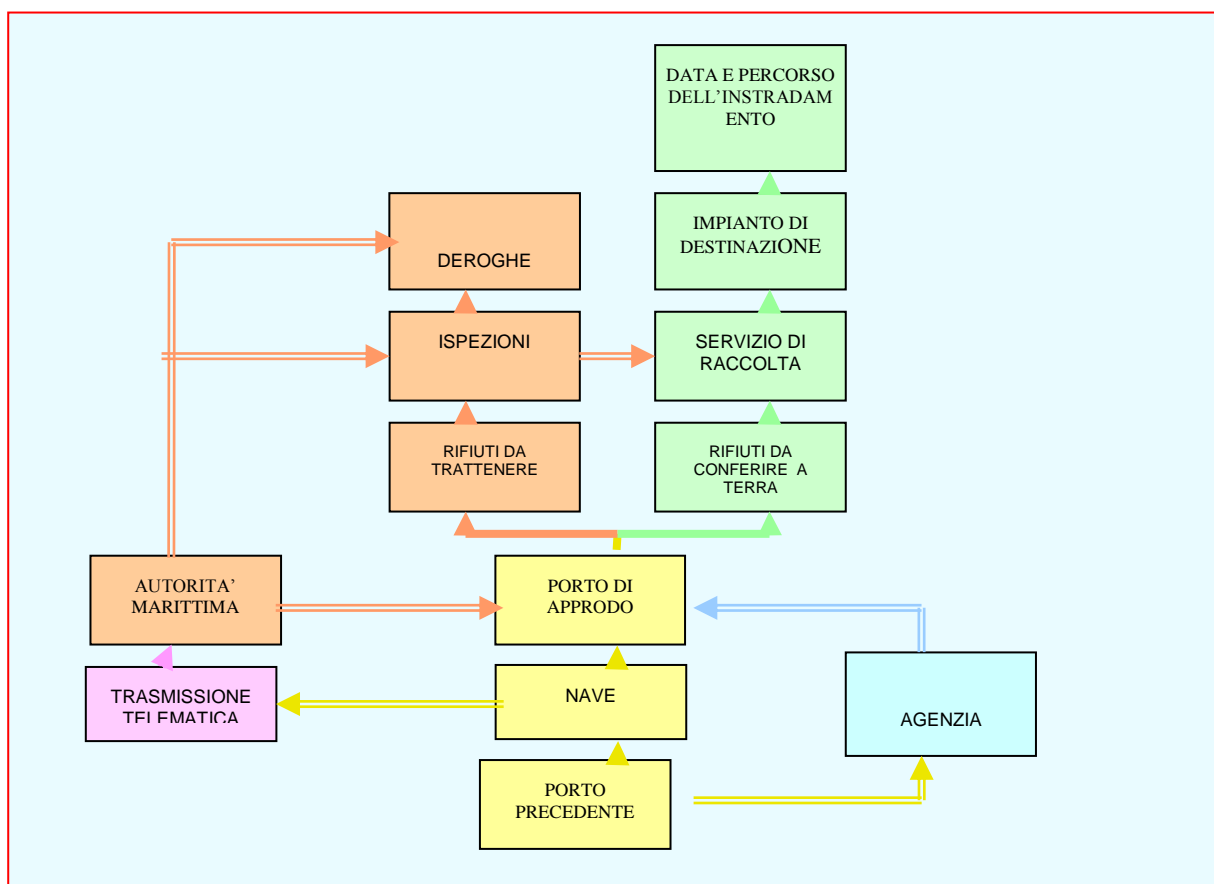 DATA E PERCORSO
DELL’INSTRADAM
ENTO
DEROGHE
IMPIANTO DI
DESTINAZIONE
ISPEZIONI
SERVIZIO DI
RACCOLTA
RIFIUTI DA
TRATTENERE
RIFIUTI DA
CONFERIRE A
TERRA
AUTORITA’
MARITTIMA
PORTO DI
APPRODO
TRASMISSIONE
TELEMATICA
NAVE
AGENZIA
PORTO
PRECEDENTE